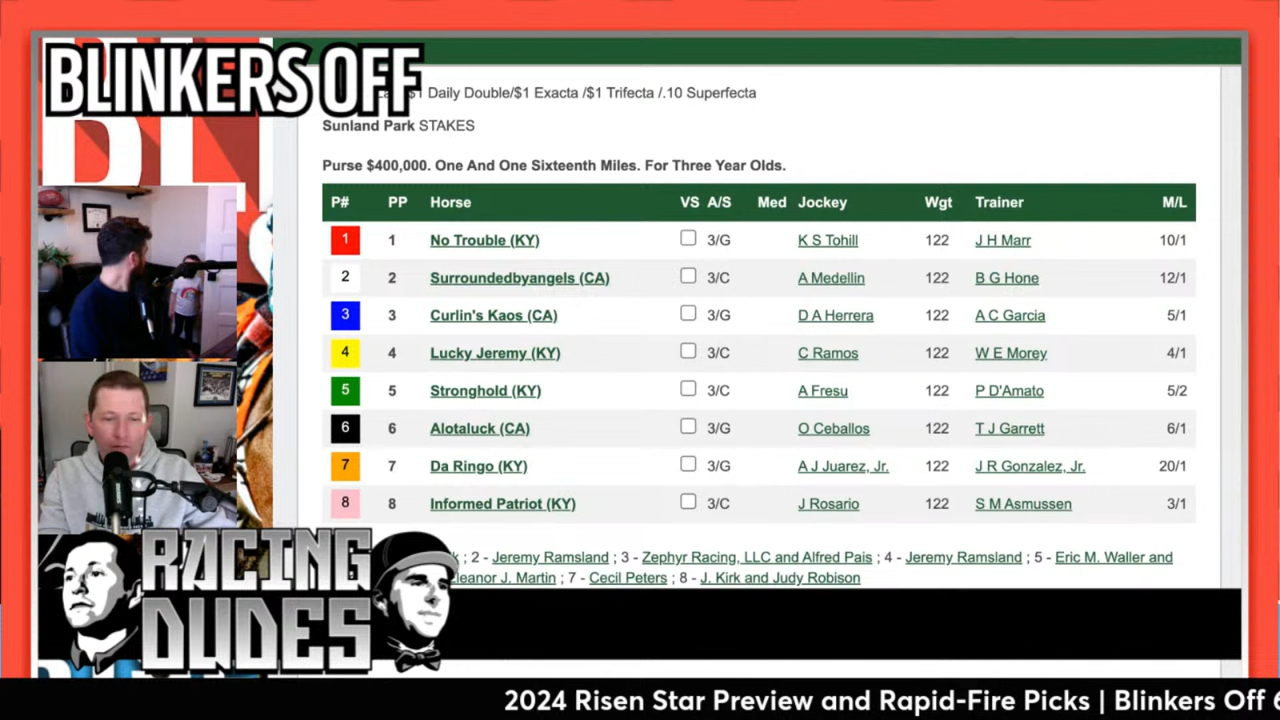 BLINKERS OFF
$1 Daily Double/$1 Exacta /$1 Trifecta /.10 Superfecta
Sunland Park STAKES
Purse $400,000. One And One Sixteenth Miles. For Three Year Olds.
P# PP Horse VS A/S Med Jockey Wgt Trainer M/L
1 1 No Trouble (KY) 3/G K S Tohill 122 J H Marr 10/1
2 2 Surroundedbyangels (CA) 3/C A Medellin 122 B G Hone 12/1
3 3 Curlin's Kaos (CA) 3/G D A Herrera 122 A C Garcia 5/1
4 4 Lucky Jeremy (KY) 3/C C Ramos 122 W E Morey 4/1
5 5 Stronghold (KY) 3/C A Fresu 122 P D'Amato 5/2
6 6 Alotaluck (CA) 3/C O Ceballos 122 T J Garrett 6/1
7 7 Da Ringo (KY) 3/G A J Juarez, Jr. 122 J R Gonzalez, Jr. 20/1
8 8 Informed Patriot (KY) 3/C J Rosario 122 S M Asmussen 3/1
; 2 - Jeremy Ramsland ; 3 - Zephyr Racing, LLC and Alfred Pais ; 4 - Jeremy Ramsland ; 5 - Eric M. Waller and
J. Martin ; 7 - Cecil Peters ; 8 - J. Kirk and Judy Robison
RACING
DUDES
2024 Risen Star Preview and Rapid-Fire Picks | Blinkers Off